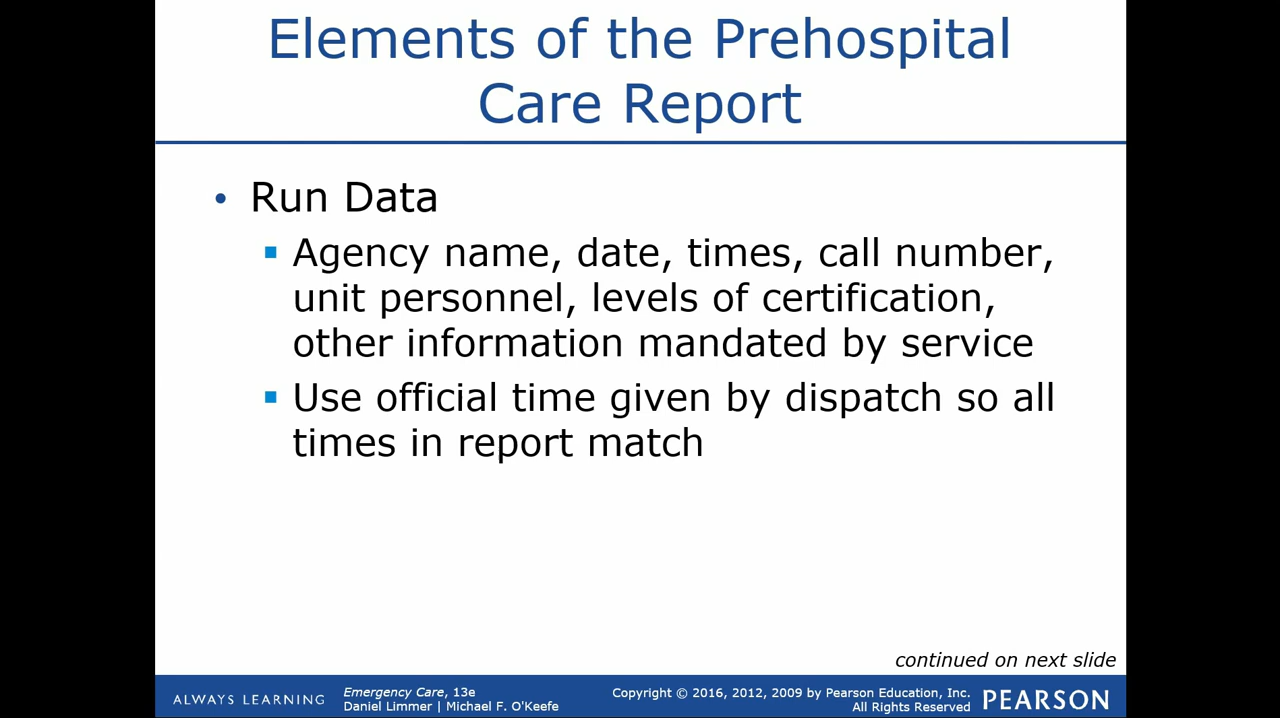 Elements of the Prehospital
Care Report
• Run Data
▪ Agency name, date, times, call number,
unit personnel, levels of certification,
other information mandated by service
▪ Use official time given by dispatch so all
times in report match
continued on next slide
ALWAYS LEARNING
Emergency Care, 13e
Daniel Limmer | Michael F. O'Keefe
Copyright © 2016, 2012, 2009 by Pearson Education, Inc.
All Rights Reserved
PEARSON